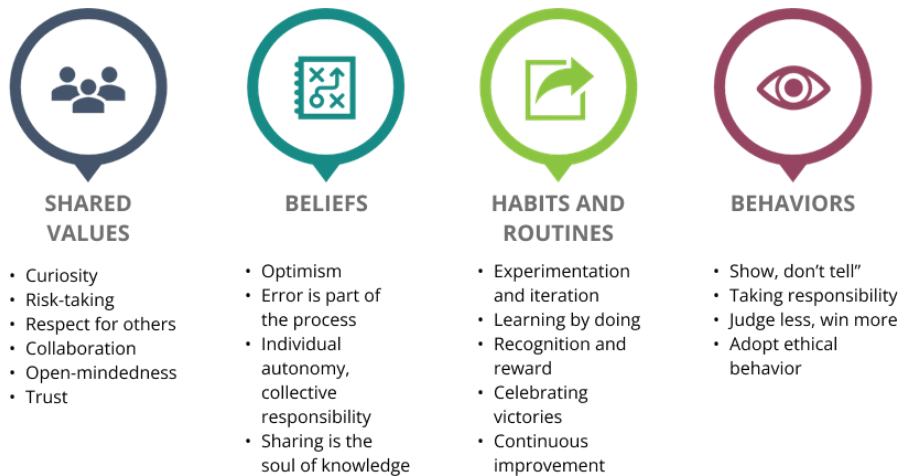 SHARED
VALUES
• Curiosity
• Risk-taking
• Respect for others
• Collaboration
• Open-mindedness
• Trust
BELIEFS
• Optimism
• Error is part of
the process
• Individual
autonomy,
collective
responsibility
• Sharing is the
soul of knowledge
HABITS AND
ROUTINES
• Experimentation
and iteration
• Learning by doing
• Recognition and
reward
• Celebrating
victories
• Continuous
improvement
BEHAVIORS
• Show, don’t tell”
• Taking responsibility
• Judge less, win more
• Adopt ethical
behavior